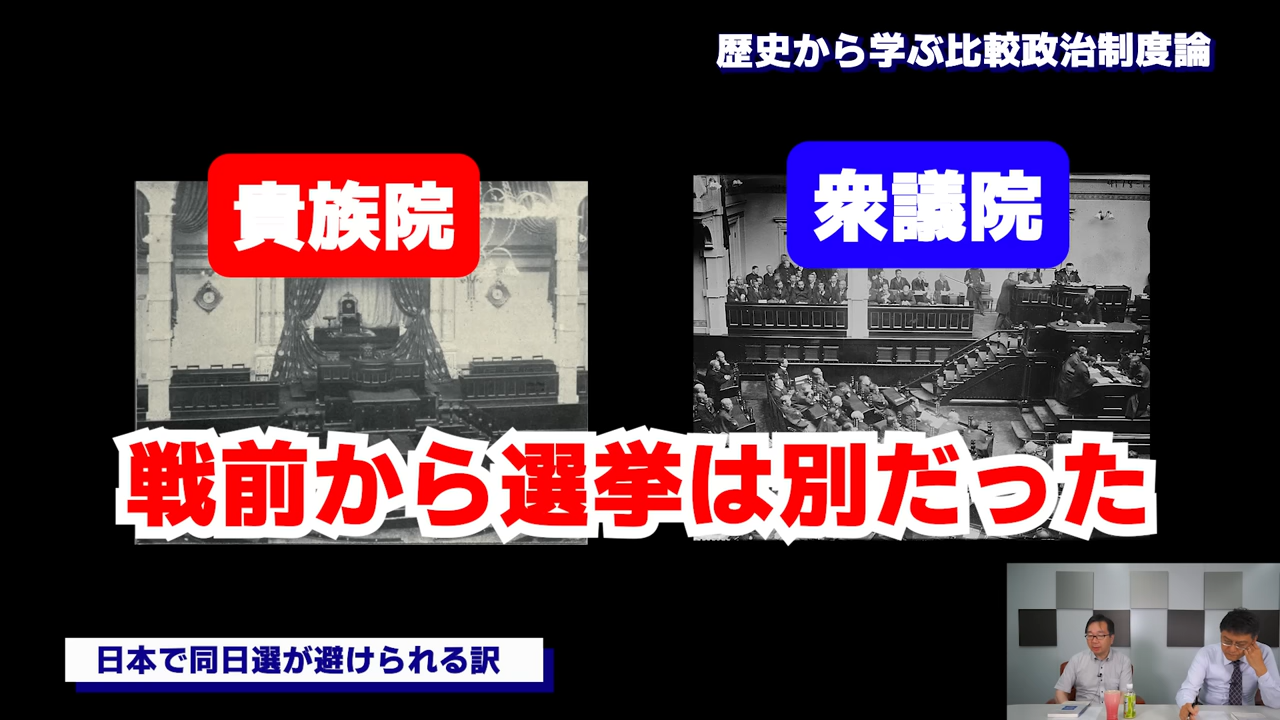 歴史から学ぶ比較政治制度論
貴族院
衆議院
戦前から選挙は別だった
日本で同日選が避けられる訳